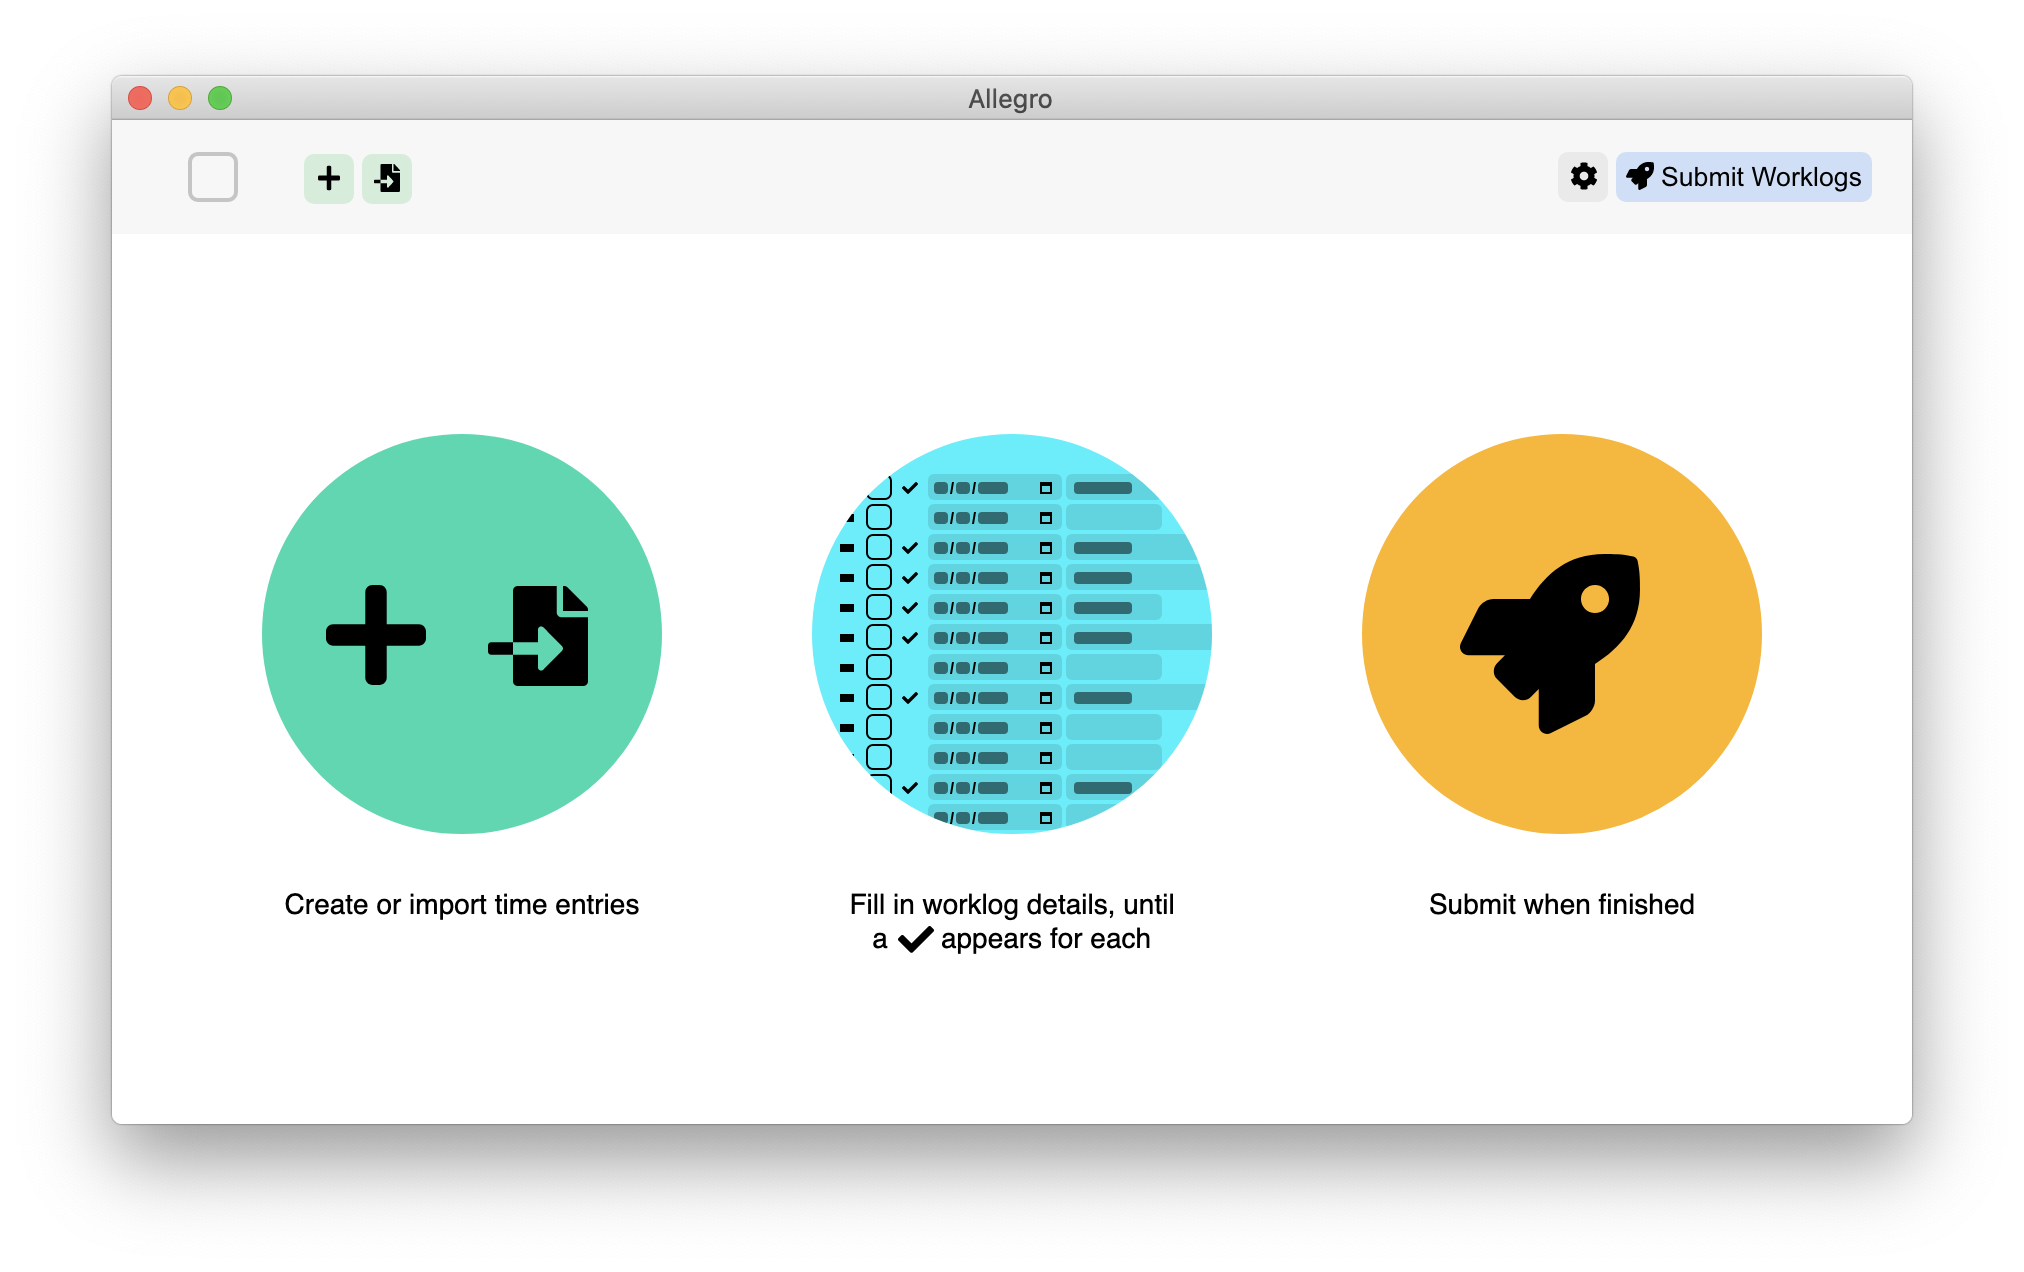 Allegro
Submit Worklogs
Create or import time entries
Fill in worklog details, until
a ✔ appears for each
Submit when finished